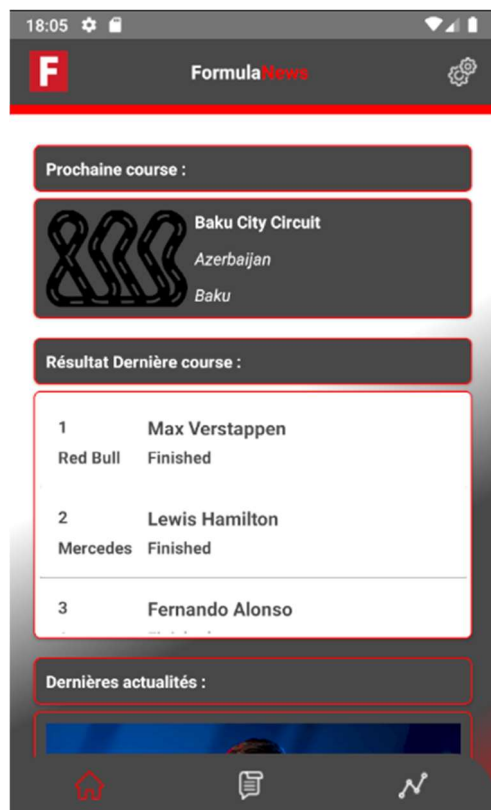 18:05
F
FormulaNews
Prochaine course :
Baku City Circuit
Azerbaijan
Baku
Résultat Dernière course :
1 Max Verstappen
Red Bull Finished
2 Lewis Hamilton
Mercedes Finished
3 Fernando Alonso
Dernières actualités :